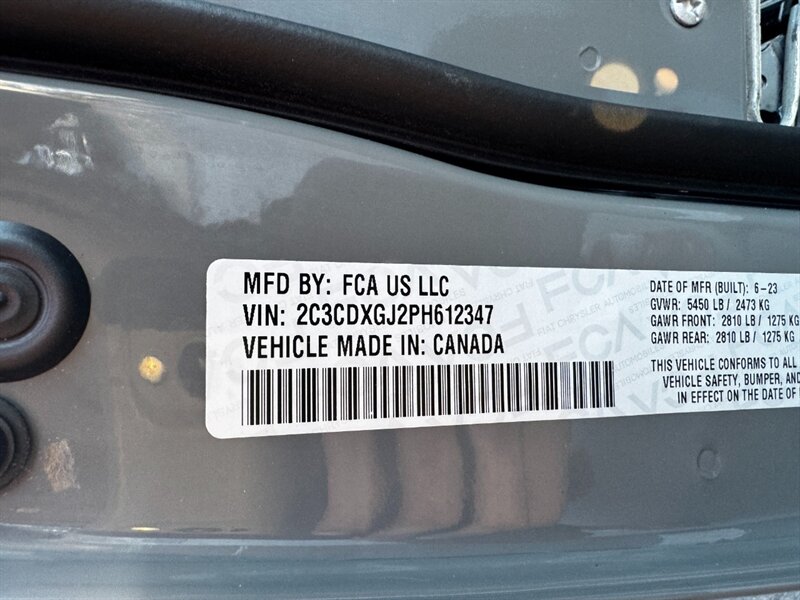 MFD BY: FCA US LLC
VIN: 2C3CDXGJ2PH612347
VEHICLE MADE IN: CANADA
DATE OF MFR (BUILT): 6-23
GVWR: 5450 LB / 2473 KG
GAWR FRONT: 2810 LB / 1275 KG
GAWR REAR: 2810 LB / 1275 KG
THIS VEHICLE CONFORMS TO ALL
VEHICLE SAFETY, BUMPER, AND
IN EFFECT ON THE DATE OF